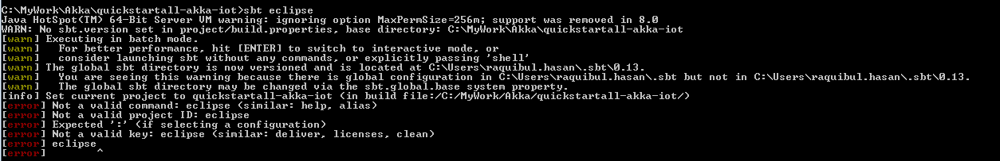 C:\MyWork\Akka\quickstartall-akka-iot>sbt eclipse
Java HotSpot(TM) 64-Bit Server VM warning: ignoring option MaxPermSize=256m; support was removed in 8.0
WARN: No sbt.version set in project/build.properties, base directory: C:\MyWork\Akka\quickstartall-akka-iot
[warn] Executing in batch mode.
[warn]   For better performance, hit [ENTER] to switch to interactive mode, or
[warn]   consider launching sbt without any commands, or explicitly passing 'shell'
[warn] The global sbt directory is now versioned and is located at C:\Users\raquibul.hasan\.sbt\0.13.
[warn]   You are seeing this warning because there is global configuration in C:\Users\raquibul.hasan\.sbt but not in C:\Users\raquibul.hasan\.sbt\0.13.
[warn]   The global sbt directory may be changed via the sbt.global.base system property.
[info] Set current project to quickstartall-akka-iot (in build file:/C:/MyWork/Akka/quickstartall-akka-iot/)
[error] Not a valid command: eclipse (similar: help, alias)
[error] Not a valid project ID: eclipse
[error] Expected ':' (if selecting a configuration)
[error] Not a valid key: eclipse (similar: deliver, licenses, clean)
[error] eclipse
[error]        ^